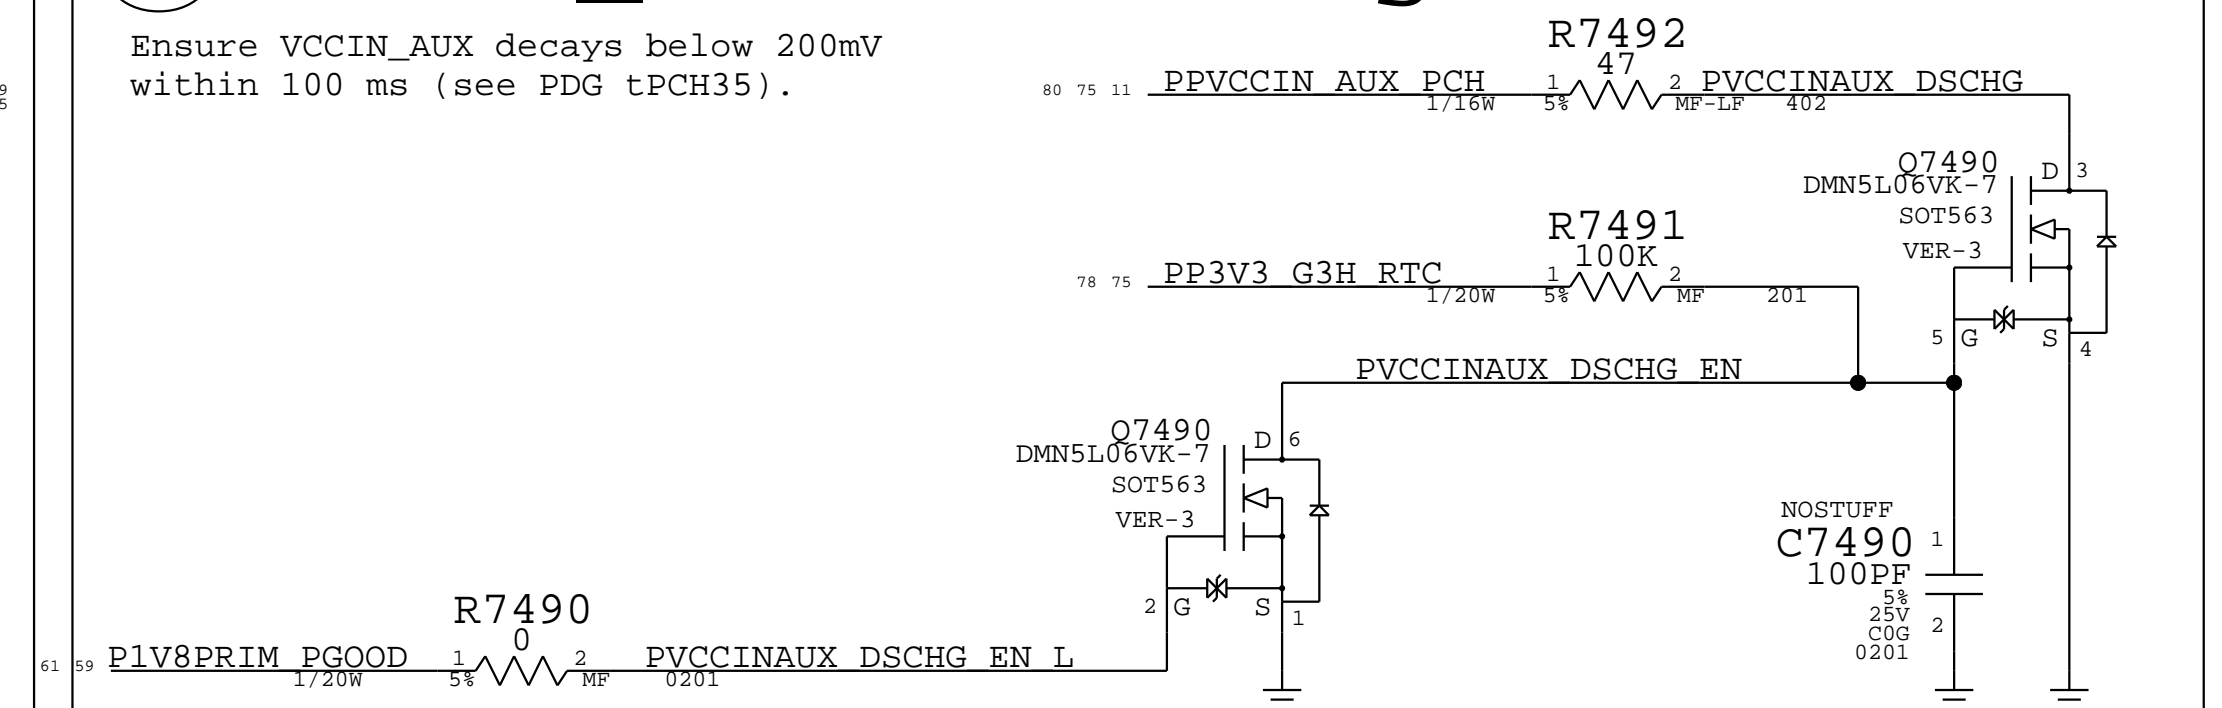 Ensure VCCIN_AUX decays below 200mV
within 100 ms (see PDG tPCH35).
9
5
R7492
47
80 75 11 PPVCCIN_AUX_PCH 1 2 PVCCINAUX_DSCHG
1/16W 5% MF-LF 402
Q7490 D 3
DMN5L06VK-7
SOT563
VER-3
5 G S 4
R7491
100K
78 75 PP3V3_G3H_RTC 1 2
1/20W 5% MF 201
PVCCINAUX_DSCHG_EN
Q7490 D 6
DMN5L06VK-7
SOT563
VER-3
2 G S 1
NOSTUFF
C7490 1
100PF
5%
25V
C0G 2
0201
R7490
0
61 59 P1V8PRIM_PGOOD 1 2 PVCCINAUX_DSCHG_EN_L
1/20W 5% MF 0201